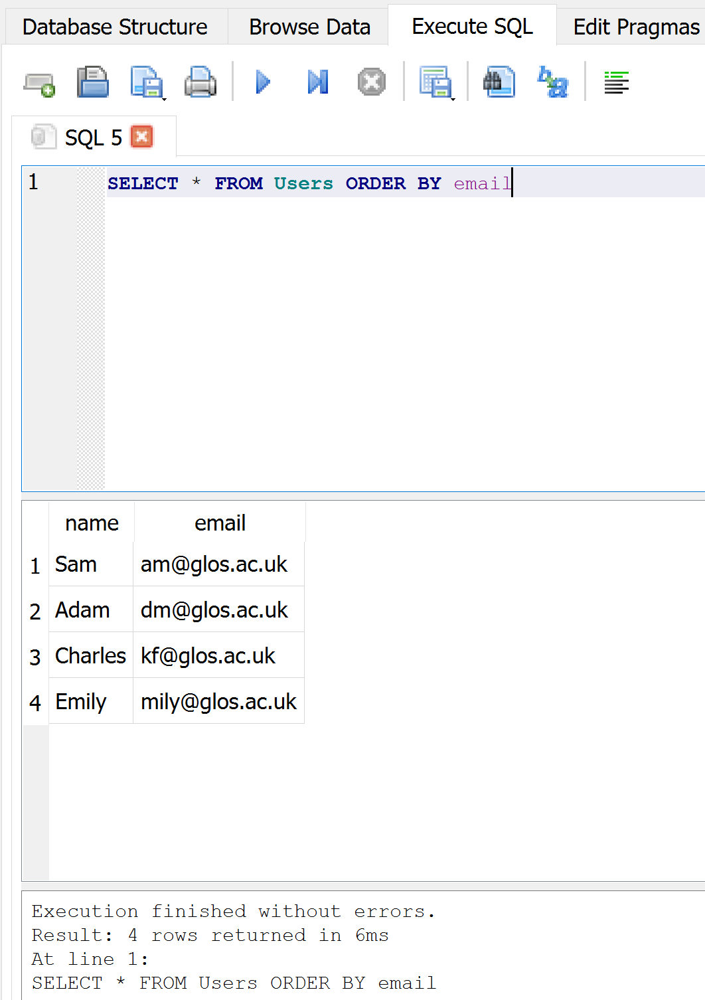 Database Structure Browse Data Execute SQL Edit Pragmas
SQL 5
1 SELECT * FROM Users ORDER BY email
name email
1 Sam am@glos.ac.uk
2 Adam dm@glos.ac.uk
3 Charles kf@glos.ac.uk
4 Emily mily@glos.ac.uk
Execution finished without errors.
Result: 4 rows returned in 6ms
At line 1:
SELECT * FROM Users ORDER BY email